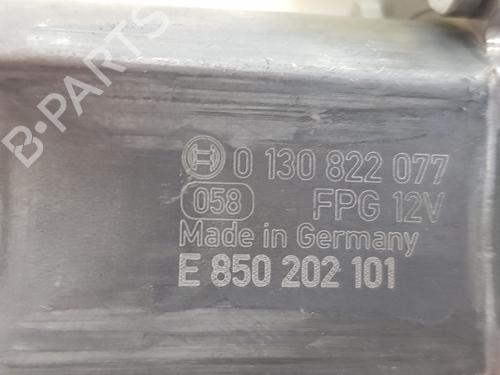 B-PARTS
0 130 822 077
058 FPG 12V
Made in Germany
E 850 202 101